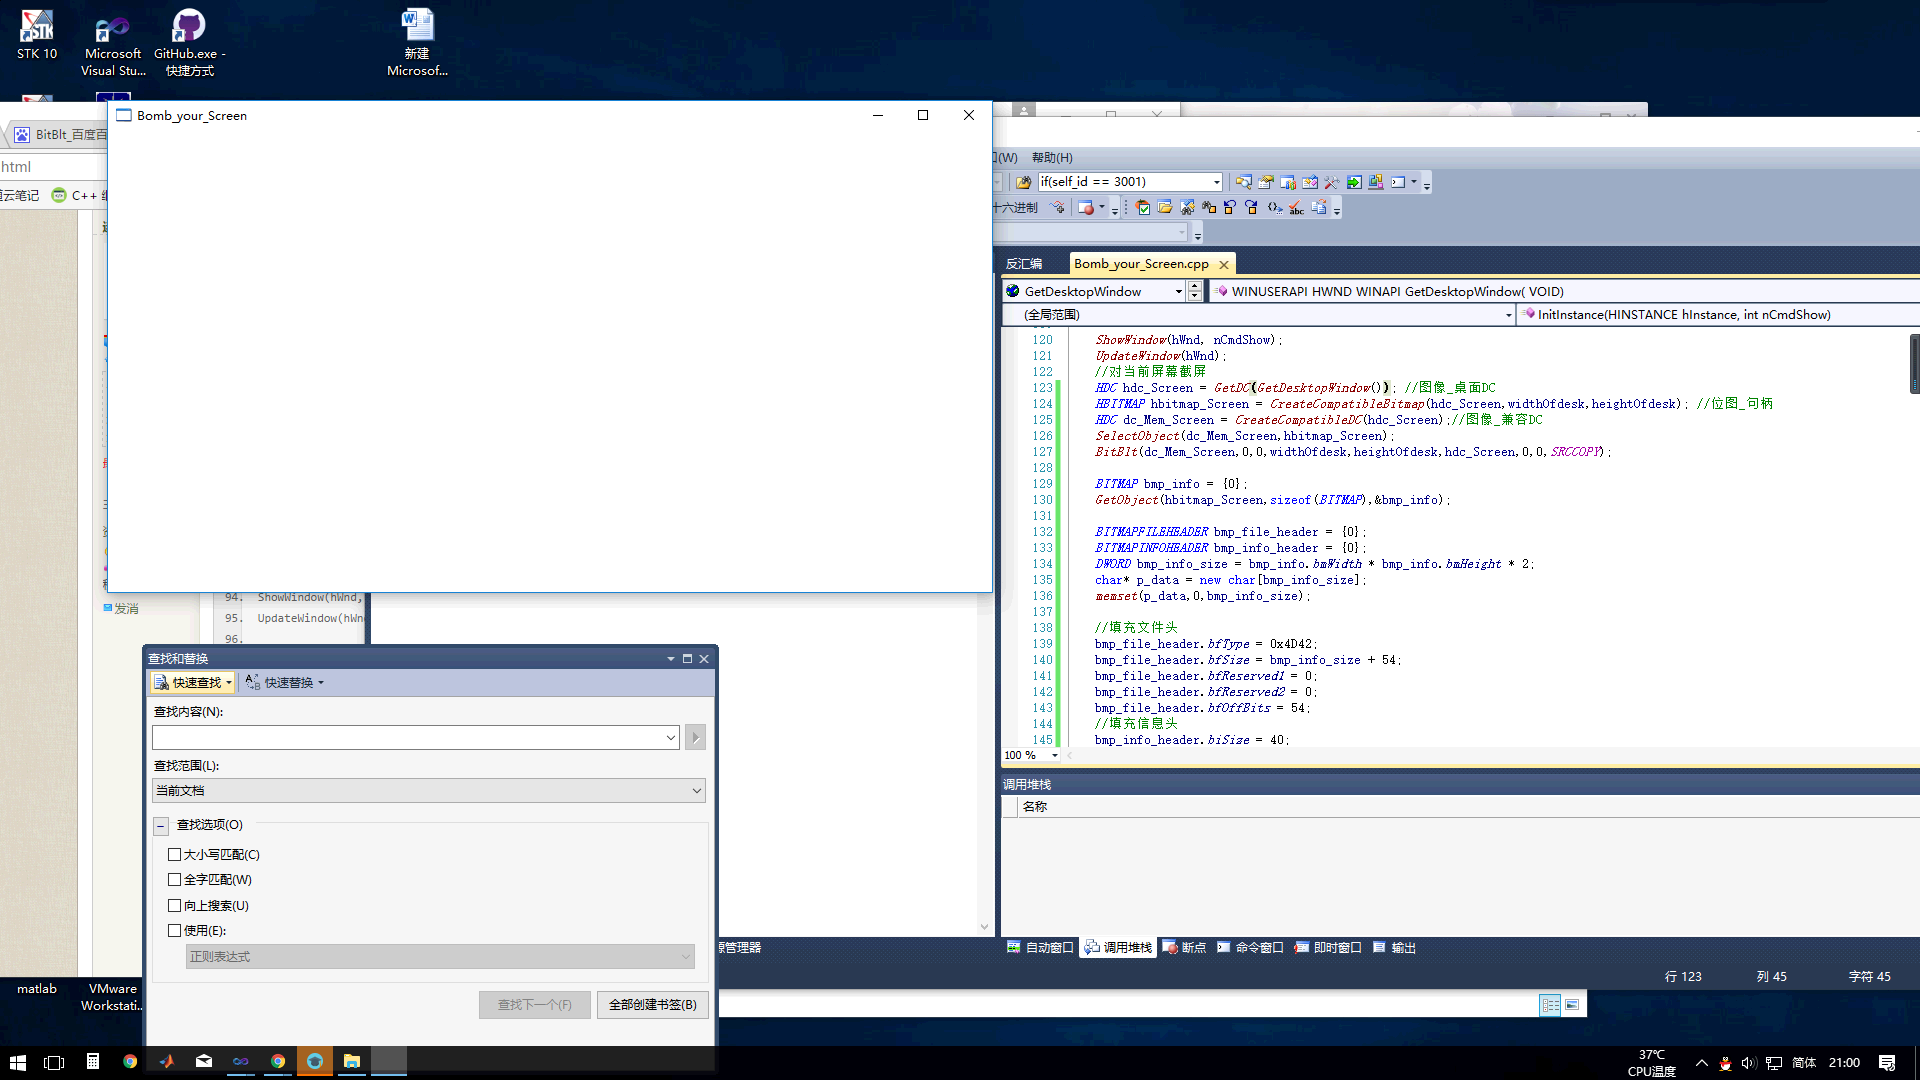 STK 10
Microsoft
Visual Stu...
GitHub.exe -
快捷方式
新建
Microsof...
Bomb_your_Screen
BitBlt_百度百
html
云笔记
C++
(W)
帮助(H)
if(self_id == 3001)
十六进制
反汇编
Bomb_your_Screen.cpp
GetDesktopWindow
WINUSERAPI HWND WINAPI GetDesktopWindow( VOID)
(全局范围)
InitInstance(HINSTANCE hInstance, int nCmdShow)
120 ShowWindow(hWnd, nCmdShow);
121 UpdateWindow(hWnd);
122 //对当前屏幕截屏
123 HDC hdc_Screen = GetDC(GetDesktopWindow()); //图像_桌面DC
124 HBITMAP hbitmap_Screen = CreateCompatibleBitmap(hdc_Screen,widthOfdesk,heightOfdesk); //位图_句柄
125 HDC dc_Mem_Screen = CreateCompatibleDC(hdc_Screen);//图像_兼容DC
126 SelectObject(dc_Mem_Screen,hbitmap_Screen);
127 BitBlt(dc_Mem_Screen,0,0,widthOfdesk,heightOfdesk,hdc_Screen,0,0,SRCCOPY);
128
129 BITMAP bmp_info = {0};
130 GetObject(hbitmap_Screen,sizeof(BITMAP),&bmp_info);
131
132 BITMAPFILEHEADER bmp_file_header = {0};
133 BITMAPINFOHEADER bmp_info_header = {0};
134 DWORD bmp_info_size = bmp_info.bmWidth * bmp_info.bmHeight * 2;
135 char* p_data = new char[bmp_info_size];
136 memset(p_data,0,bmp_info_size);
137
138 //填充文件头
139 bmp_file_header.bfType = 0x4D42;
140 bmp_file_header.bfSize = bmp_info_size + 54;
141 bmp_file_header.bfReserved1 = 0;
142 bmp_file_header.bfReserved2 = 0;
143 bmp_file_header.bfOffBits = 54;
144 //填充信息头
145 bmp_info_header.biSize = 40;
100 %
调用堆栈
名称
发消
94. ShowWindow(hWnd,
95. UpdateWindow(hWnd
96.
查找和替换
快速查找
快速替换
查找内容(N):
查找范围(L):
当前文档
查找选项(O)
大小写匹配(C)
全字匹配(W)
向上搜索(U)
使用(E):
正则表达式
查找下一个(F)
全部创建书签(B)
源管理器
自动窗口
调用堆栈
断点
命令窗口
即时窗口
输出
行 123
列 45
字符 45
matlab
VMware
Workstati...
37℃
CPU温度
简体
21:00